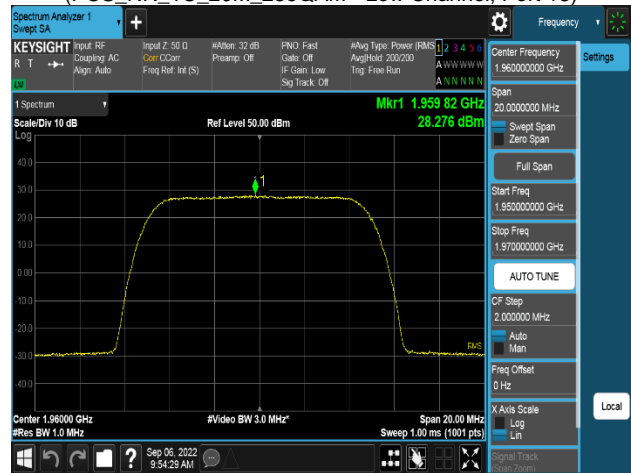 Spectrum Analyzer 1
Swept SA
Frequency
KEYSIGHT
R T
LXI
Input: RF
Coupling: AC
Align: Auto
Input Z: 50 Ω
Corr CCorr
Freq Ref: Int (S)
#Atten: 32 dB
Preamp: Off
PNO: Fast
Gate: Off
IF Gain: Low
Sig Track: Off
#Avg Type: Power (RMS
Avg|Hold: 200/200
Trig: Free Run
1 2 3 4 5 6
A W W W W W
A N N N N N
1 Spectrum
Scale/Div 10 dB
Log
Ref Level 50.00 dBm
Mkr1 1.959 82 GHz
28.276 dBm
40.0
30.0
20.0
10.0
0.00
-10.0
-20.0
-30.0
-40.0
1
RMS
Center 1.96000 GHz
#Res BW 1.0 MHz
#Video BW 3.0 MHz*
Span 20.00 MHz
Sweep 1.00 ms (1001 pts)
Sep 06, 2022
9:54:29 AM
Center Frequency
1.960000000 GHz
Settings
Span
20.0000000 MHz
Swept Span
Zero Span
Full Span
Start Freq
1.950000000 GHz
Stop Freq
1.970000000 GHz
AUTO TUNE
CF Step
2.000000 MHz
Auto
Man
Freq Offset
0 Hz
X Axis Scale
Log
Lin
Local
Signal Track
(Span Zoom)